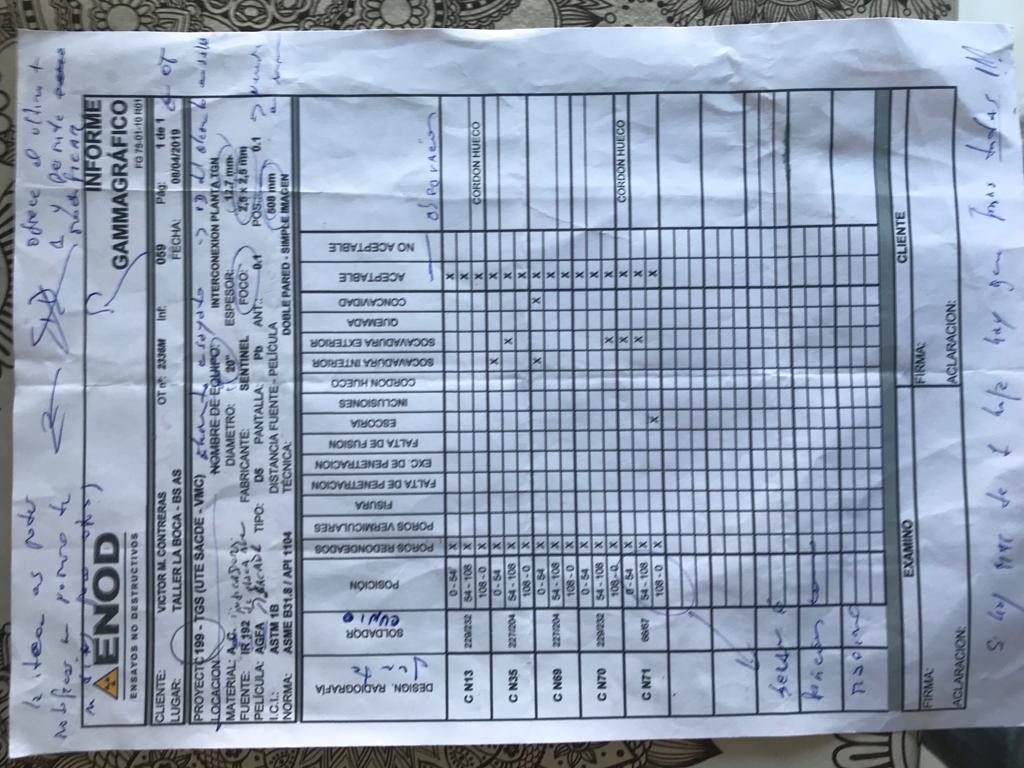 la idea es poder
ofrece el ultimo +
1 y permite
modificar
ENOD
ENSAYOS NO DESTRUCTIVOS
INFORME
GAMMAGRÁFICO
FG 75-01-10 R01
CLIENTE: VICTOR M. CONTRERAS OT nº: 2336M Inf: 059 Pág: 1 de 1
LUGAR: TALLER LA BOCA - BS AS FECHA: 08/04/2019
OT
PROYECTO 199 - TGS (UTE SACDE - VMC)
LOCACION NOMBRE DE EQUIPO: INTERCONEXION PLANTA TGN
MATERIAL: A.C. DIAMETRO: 20" ESPESOR: 12,7 mm
FUENTE: IR 192 FABRICANTE: SENTINEL FOCO: 2,5 x 2,5 mm
PELÍCULA: AGFA TIPO: D5 PANTALLA: Pb ANT.: 0.1 POS.: 0.1
I.C.I.: ASTM 1B DISTANCIA FUENTE - PELÍCULA 508 mm
NORMA: ASME B31.8 / API 1104 TÉCNICA: DOBLE PARED - SIMPLE IMAGEN
DESIGN. RADIOGRAFÍA
Junta
SOLDADOR
CUNIO
POSICIÓN
POROS REDONDEADOS
POROS VERMICULARES
FISURA
FALTA DE PENETRACION
EXC. DE PENETRACION
FALTA DE FUSION
ESCORIA
INCLUSIONES
CORDON HUECO
SOCAVADURA INTERIOR
SOCAVADURA EXTERIOR
QUEMADA
CONCAVIDAD
ACEPTABLE
NO ACEPTABLE
C N13 229/232 0 - 54 X X
54 - 108 X X
108 - 0 X X CORDON HUECO
C N35 227/204 0 - 54 X X X
54 - 108 X X X
108 - 0 X X
C N69 227/204 0 - 54 X X X X
54 - 108 X X
108 - 0 X X
C N70 229/232 0 - 54 X X
54 - 108 X X
108 - 0 X X X
C N71 66/67 0 - 54 X X X CORDON HUECO
54 - 108 X X X
108 - 0 X X X
EXAMINO CLIENTE
FIRMA: FIRMA:
ACLARACION: ACLARACION:
Si hay mas de 1 hoja hay que firmar todas !!!